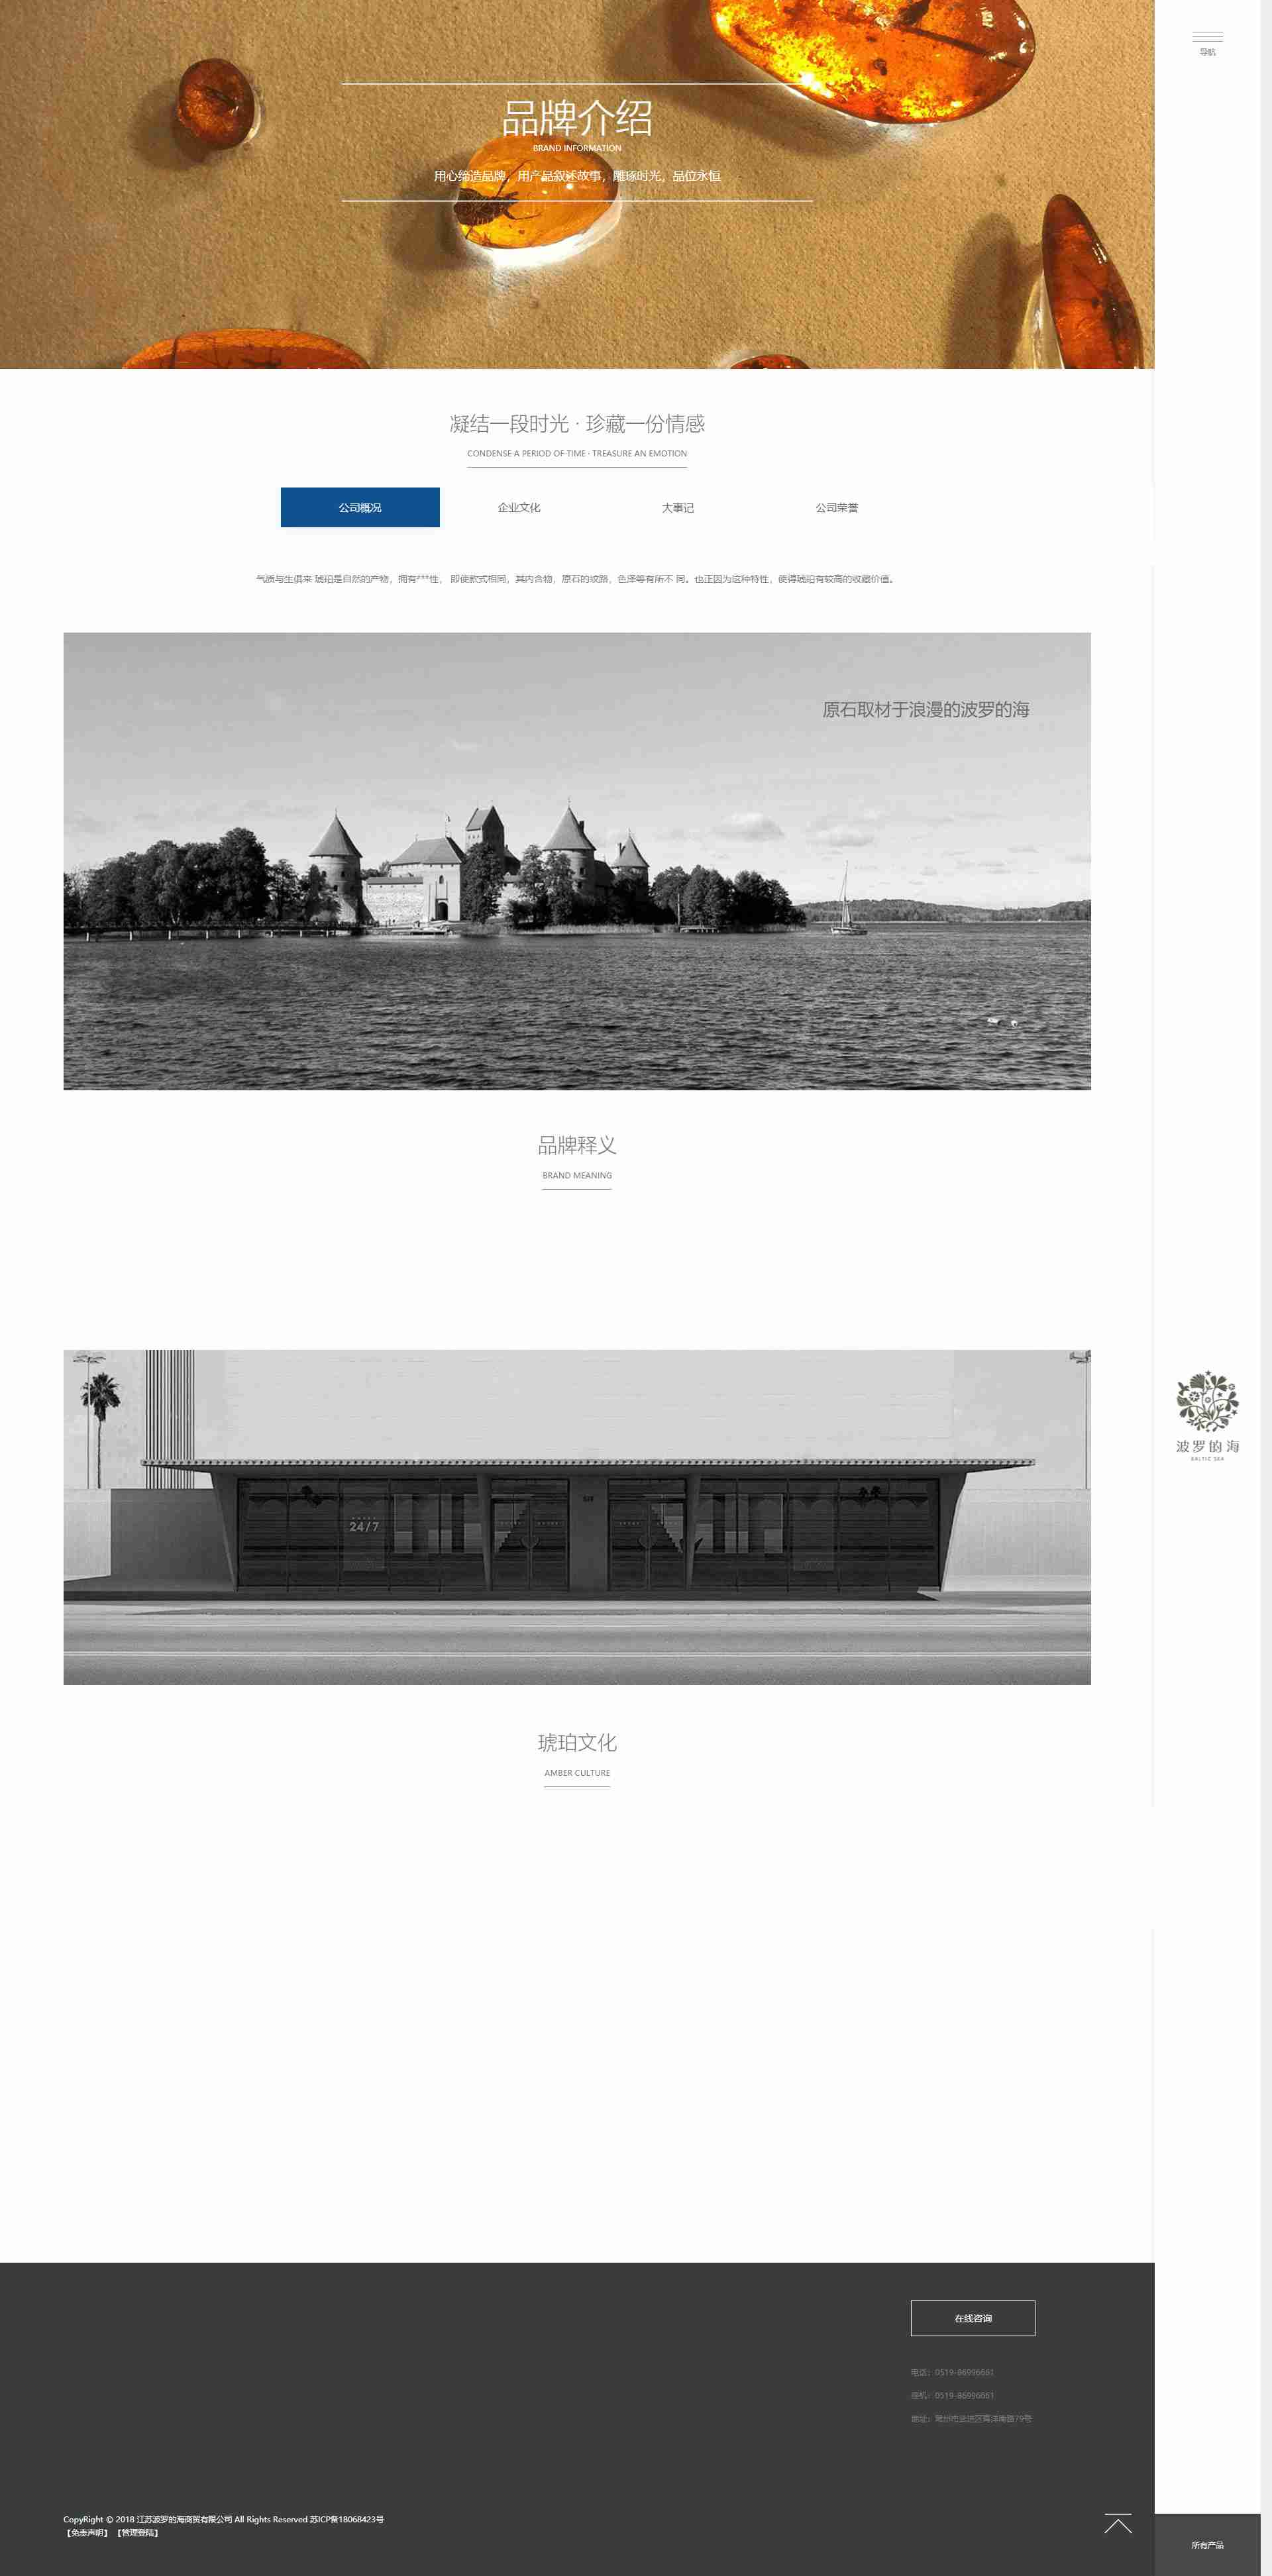 导航
品牌介绍
BRAND INFORMATION
用心缔造品牌，用产品叙述故事，雕琢时光，品位永恒
凝结一段时光 · 珍藏一份情感
CONDENSE A PERIOD OF TIME · TREASURE AN EMOTION
公司概况
企业文化
大事记
公司荣誉
气质与生俱来 琥珀是自然的产物，拥有***性， 即使款式相同，其内含物，原石的纹路，色泽等有所不 同。也正因为这种特性，使得琥珀有较高的收藏价值。
原石取材于浪漫的波罗的海
品牌释义
BRAND MEANING
24/7
波罗的海
BALTIC SEA
琥珀文化
AMBER CULTURE
在线咨询
电话：0519-86996661
座机：0519-86996661
地址：常州市武进区青洋南路79号
CopyRight © 2018 江苏波罗的海商贸有限公司 All Rights Reserved 苏ICP备18068423号
【免责声明】 【管理登陆】
所有产品